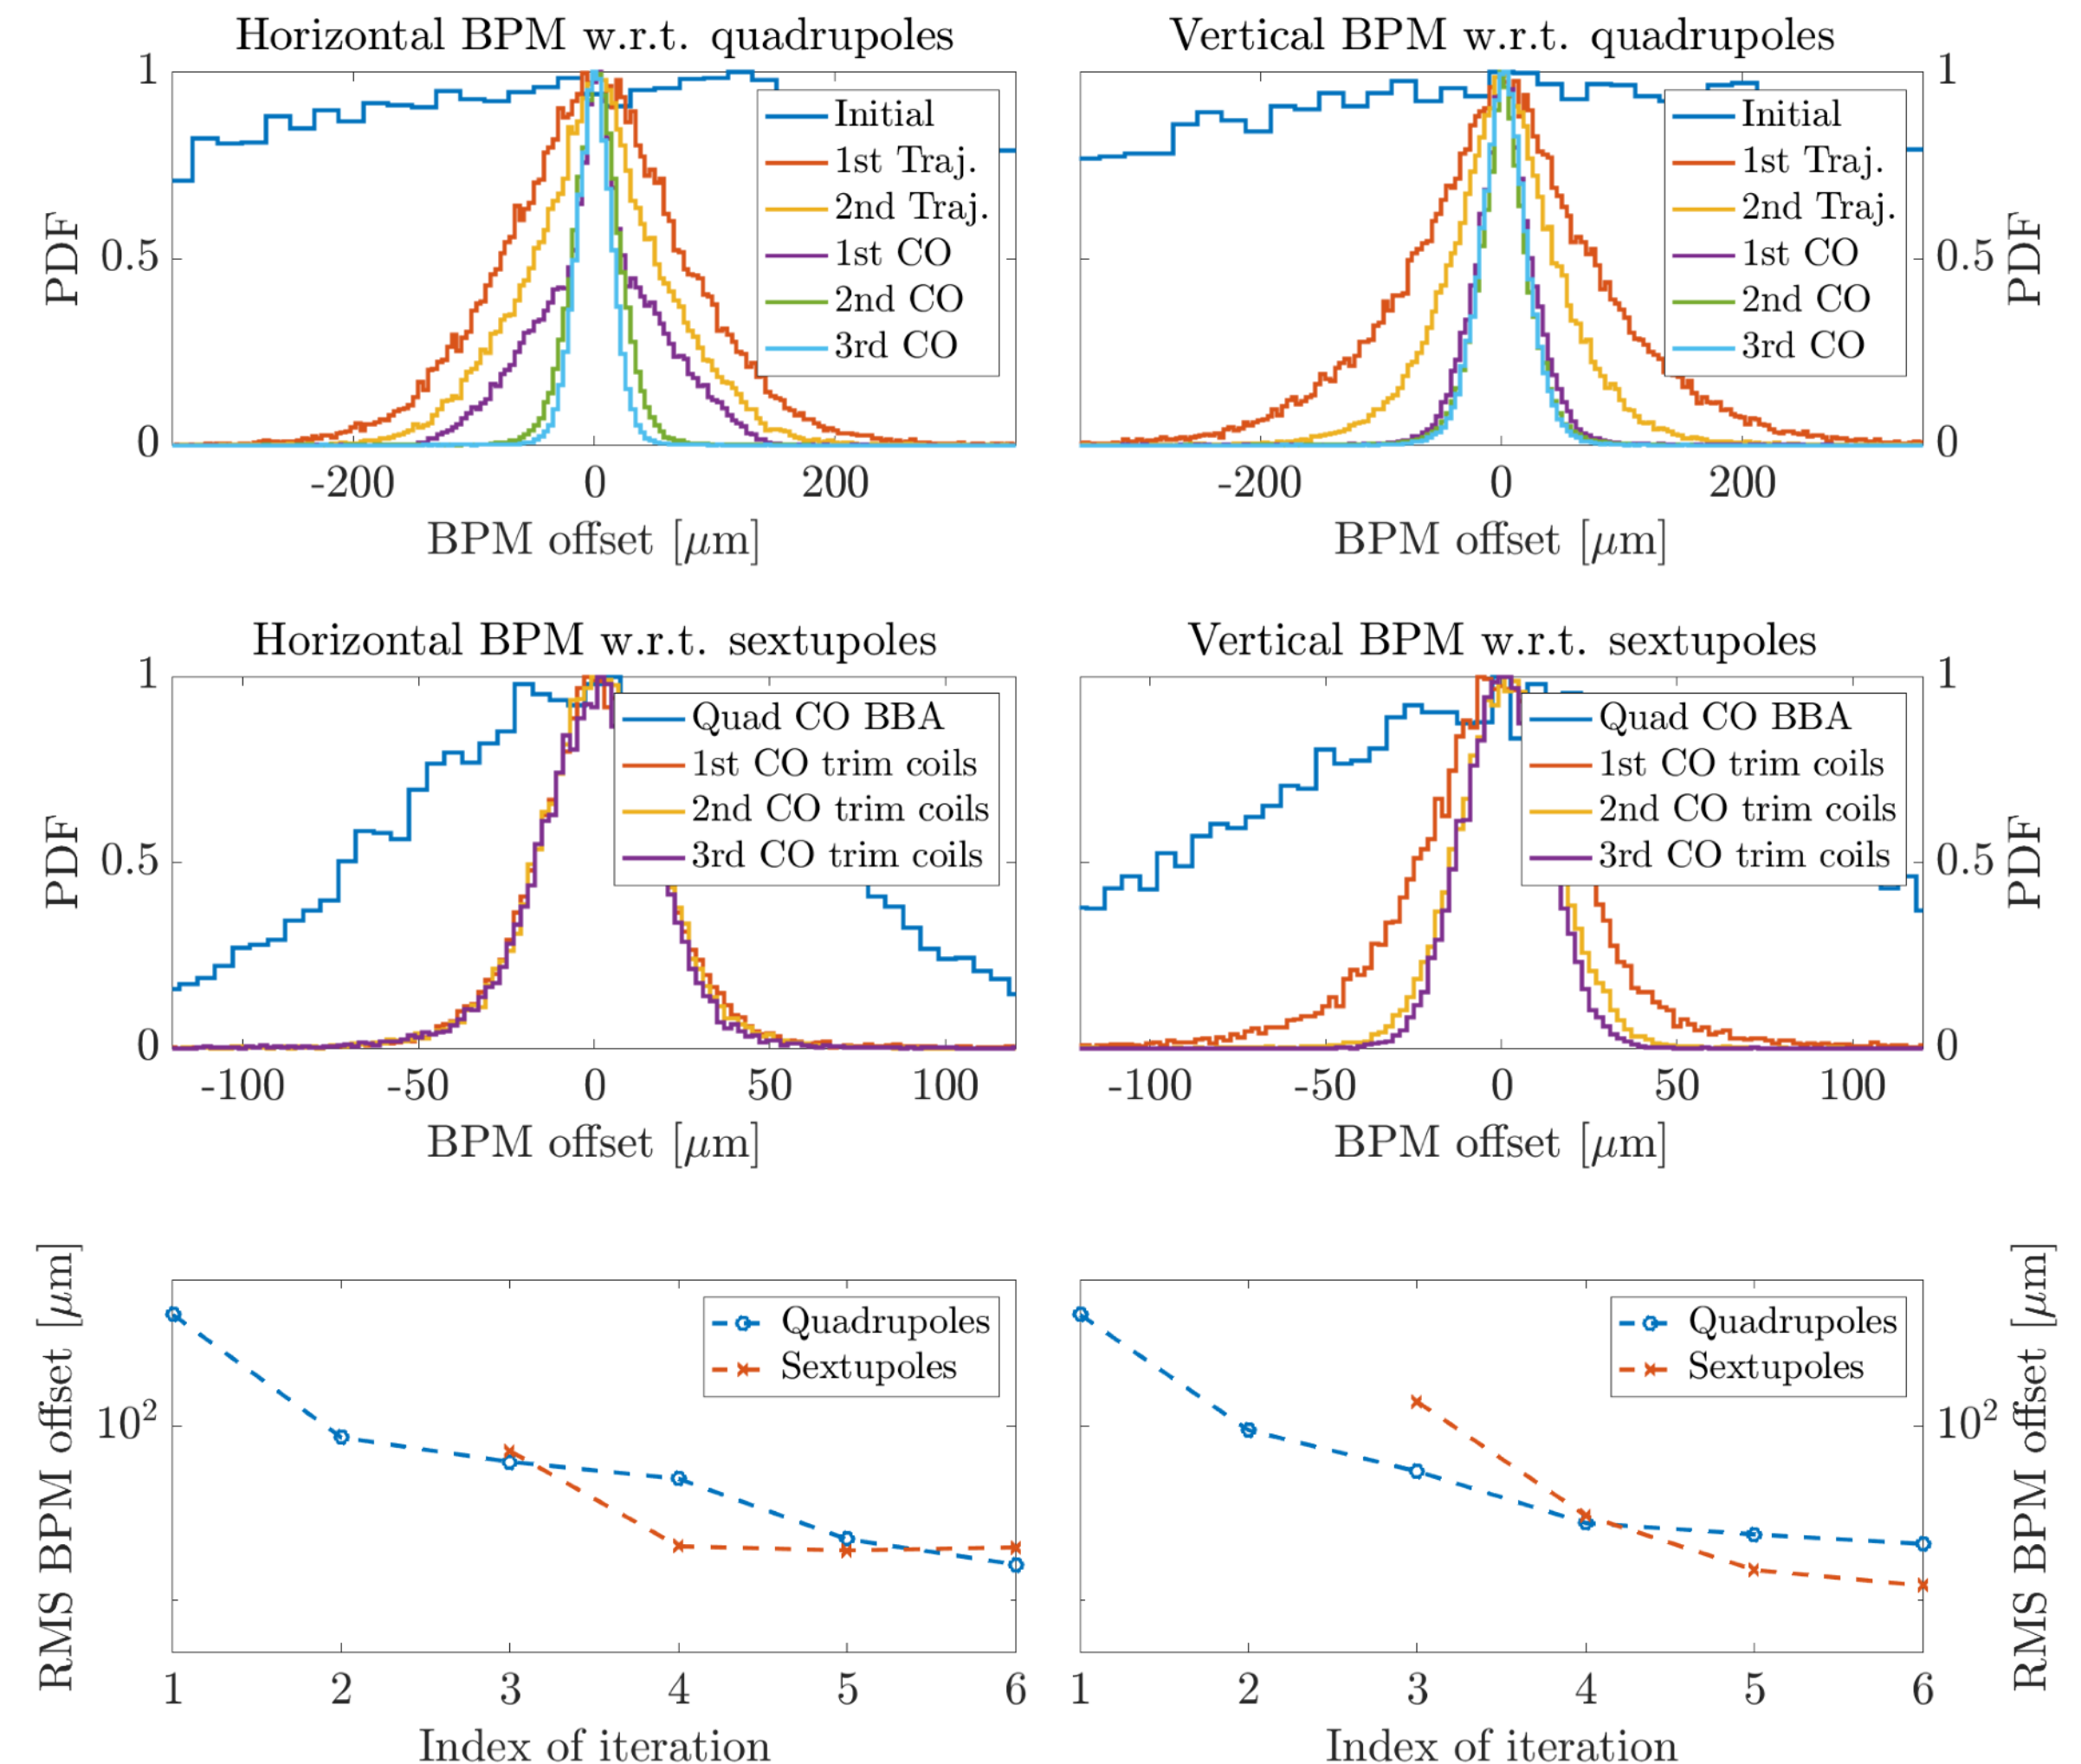 Horizontal BPM w.r.t. quadrupoles
1
0.5
0
PDF
-200 0 200
BPM offset [μm]
Initial
1st Traj.
2nd Traj.
1st CO
2nd CO
3rd CO
Vertical BPM w.r.t. quadrupoles
1
0.5
0
PDF
-200 0 200
BPM offset [μm]
Initial
1st Traj.
2nd Traj.
1st CO
2nd CO
3rd CO
Horizontal BPM w.r.t. sextupoles
1
0.5
0
PDF
-100 -50 0 50 100
BPM offset [μm]
Quad CO BBA
1st CO trim coils
2nd CO trim coils
3rd CO trim coils
Vertical BPM w.r.t. sextupoles
1
0.5
0
PDF
-100 -50 0 50 100
BPM offset [μm]
Quad CO BBA
1st CO trim coils
2nd CO trim coils
3rd CO trim coils
RMS BPM offset [μm]
10²
Quadrupoles
Sextupoles
1 2 3 4 5 6
Index of iteration
Quadrupoles
Sextupoles
10²
RMS BPM offset [μm]
1 2 3 4 5 6
Index of iteration